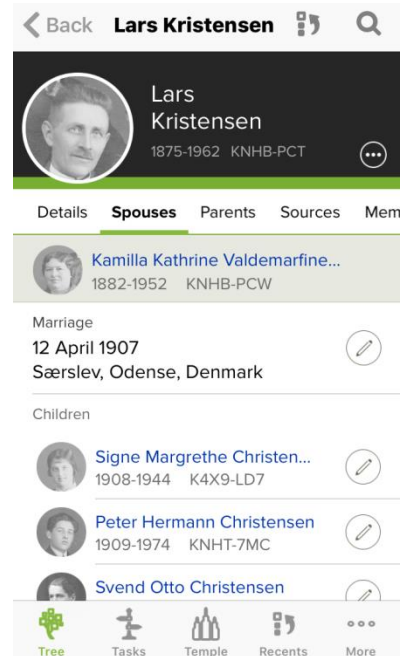 Back Lars Kristensen
Lars
Kristensen
1875-1962 KNHB-PCT
Details Spouses Parents Sources Mem
Kamilla Kathrine Valdemarfine...
1882-1952 KNHB-PCW
Marriage
12 April 1907
Særslev, Odense, Denmark
Children
Signe Margrethe Christen...
1908-1944 K4X9-LD7
Peter Hermann Christensen
1909-1974 KNHT-7MC
Svend Otto Christensen
Tree Tasks Temple Recents More